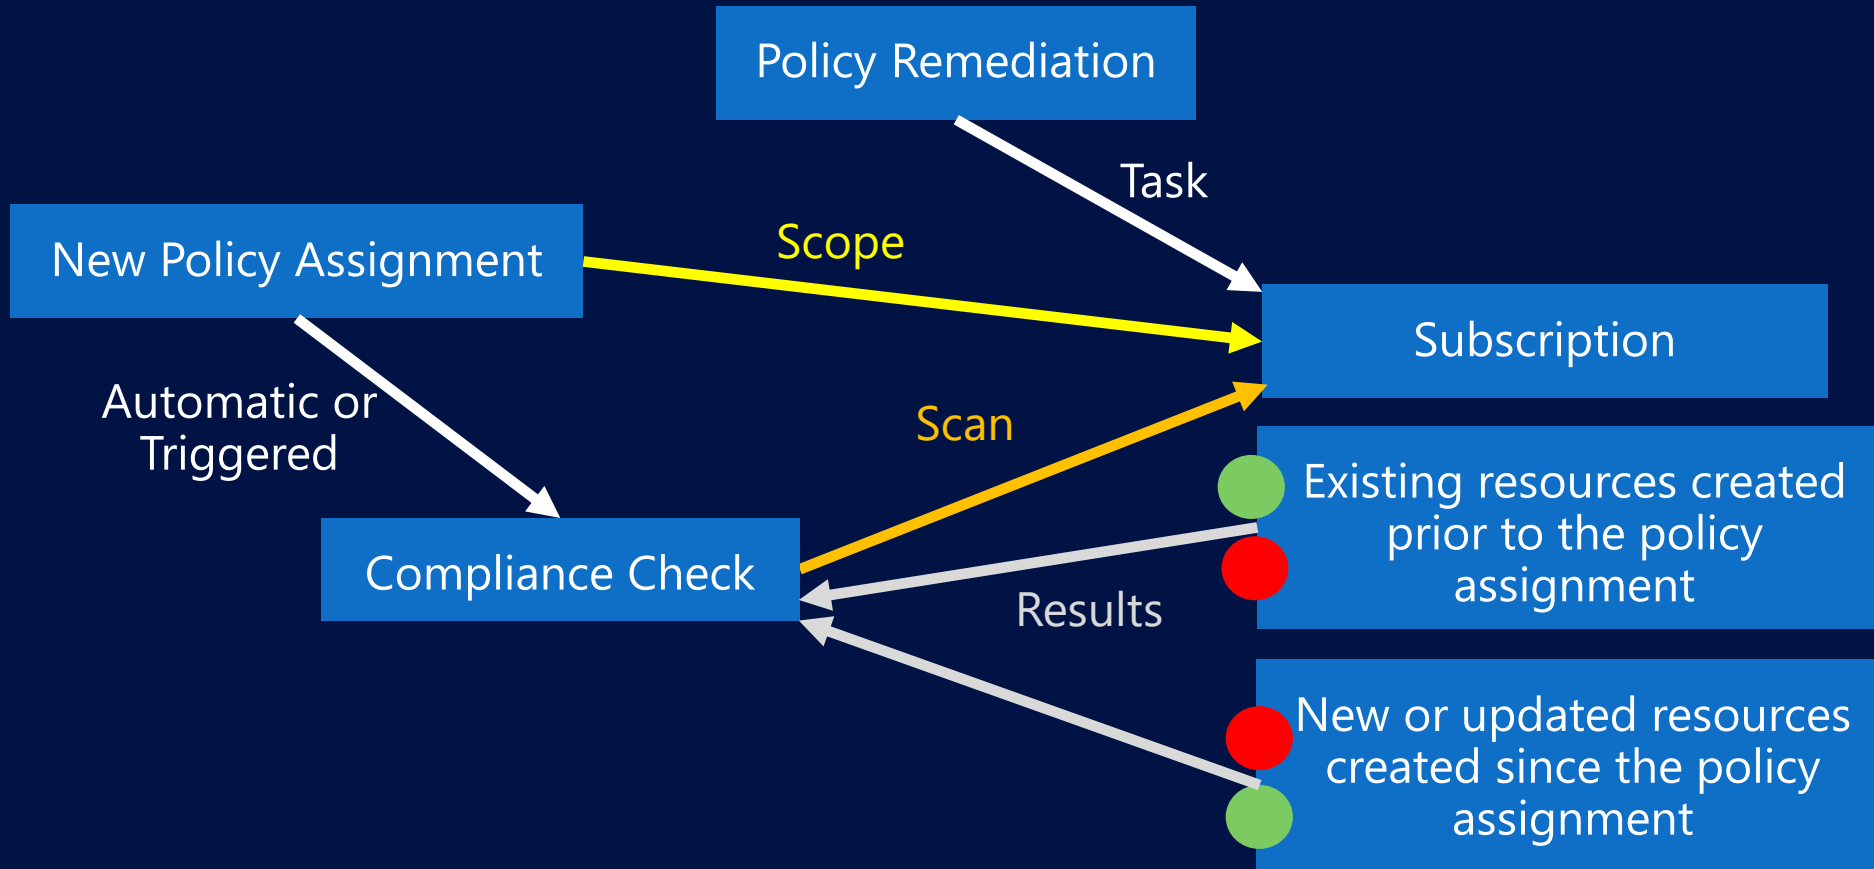 Policy Remediation
Task
New Policy Assignment
Scope
Subscription
Automatic or
Triggered
Scan
Existing resources created
prior to the policy
assignment
Compliance Check
Results
New or updated resources
created since the policy
assignment